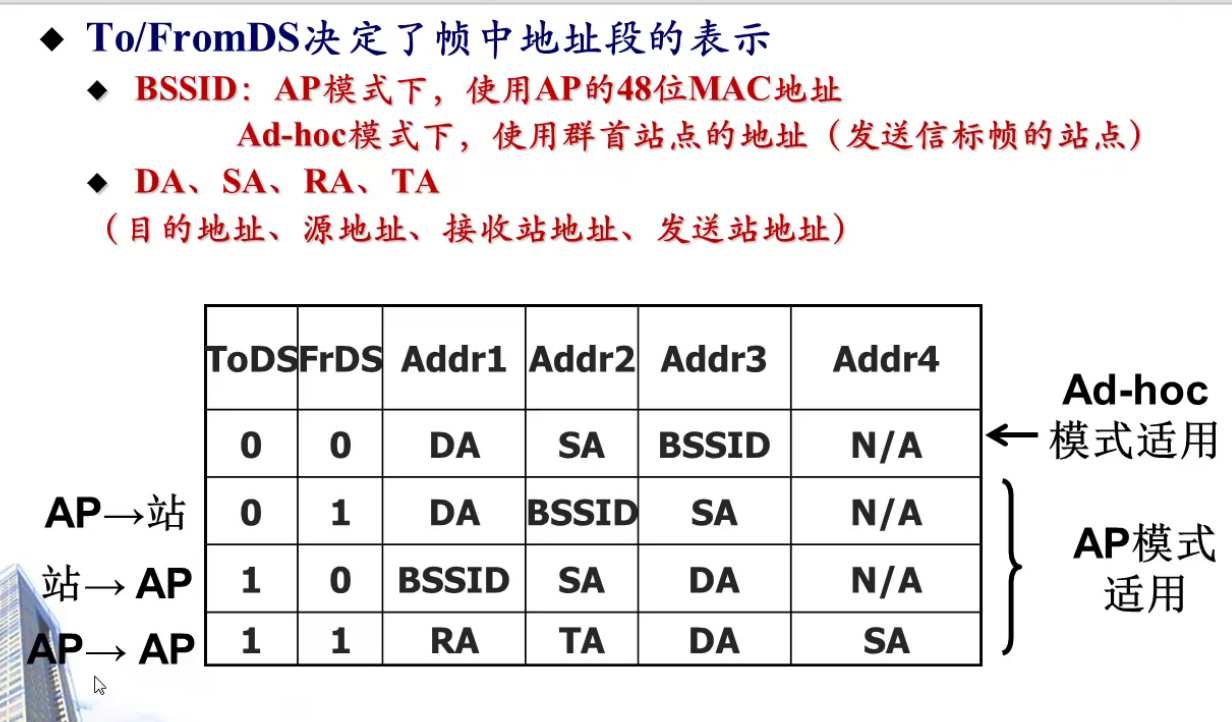 To/FromDS决定了帧中地址段的表示
BSSID：AP模式下，使用AP的48位MAC地址
Ad-hoc模式下，使用群首站点的地址（发送信标帧的站点）
DA、SA、RA、TA
（目的地址、源地址、接收站地址、发送站地址）
ToDS FrDS Addr1 Addr2 Addr3 Addr4
0 0 DA SA BSSID N/A
Ad-hoc
模式适用
AP→站 0 1 DA BSSID SA N/A
站→ AP 1 0 BSSID SA DA N/A
AP→ AP 1 1 RA TA DA SA
AP模式
适用